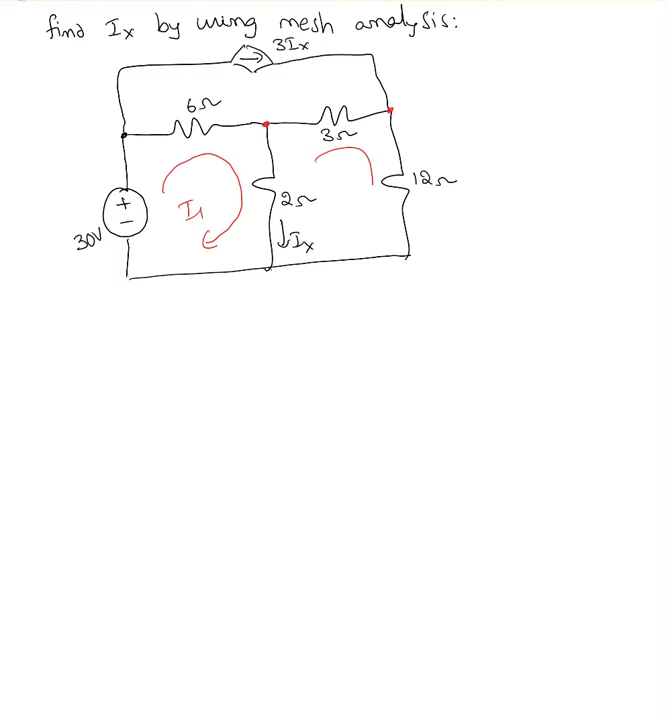 find Ix by using mesh analysis:
3Ix
6Ω
3Ω
I1
2Ω
12Ω
+
−
30V
Ix